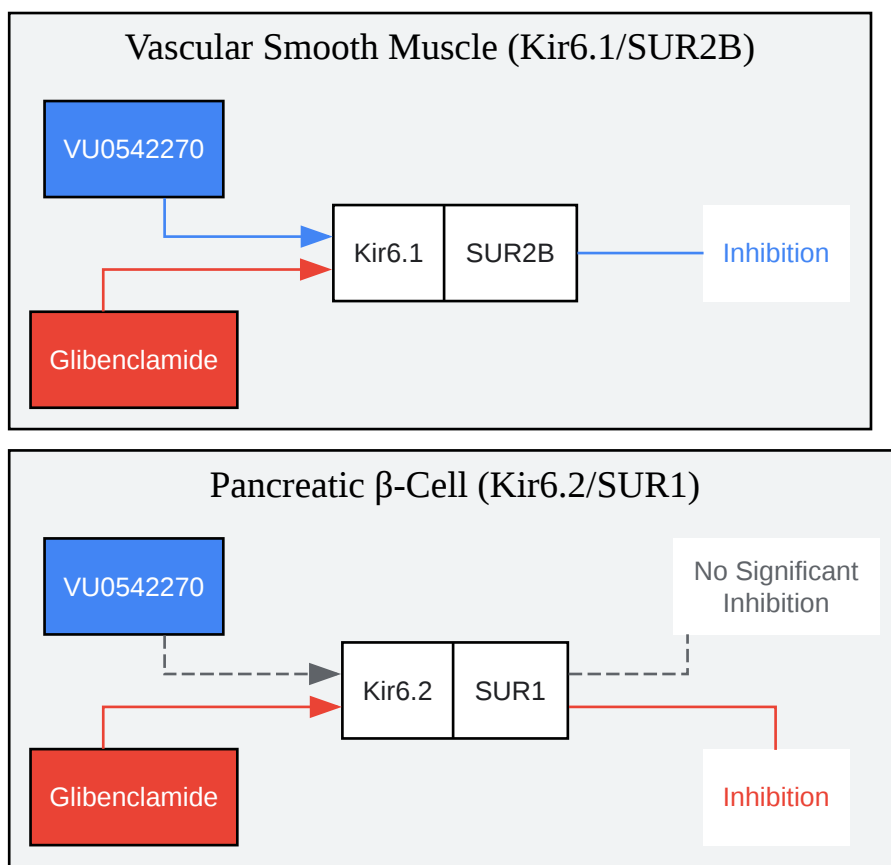 Vascular Smooth Muscle (Kir6.1/SUR2B)
VU0542270
Kir6.1
SUR2B
Inhibition
Glibenclamide
Pancreatic β-Cell (Kir6.2/SUR1)
VU0542270
No Significant
Inhibition
Kir6.2
SUR1
Glibenclamide
Inhibition